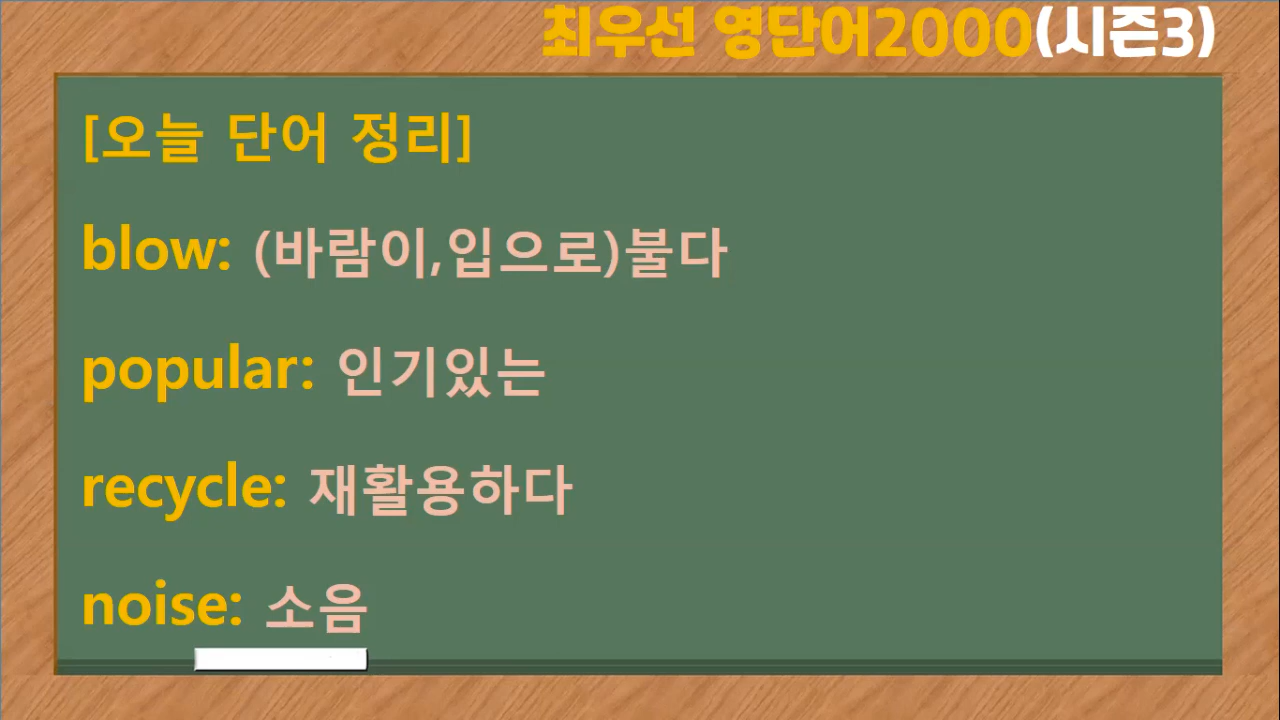 최우선 영단어2000(시즌3)
[오늘 단어 정리]
blow: (바람이,입으로)불다
popular: 인기있는
recycle: 재활용하다
noise: 소음